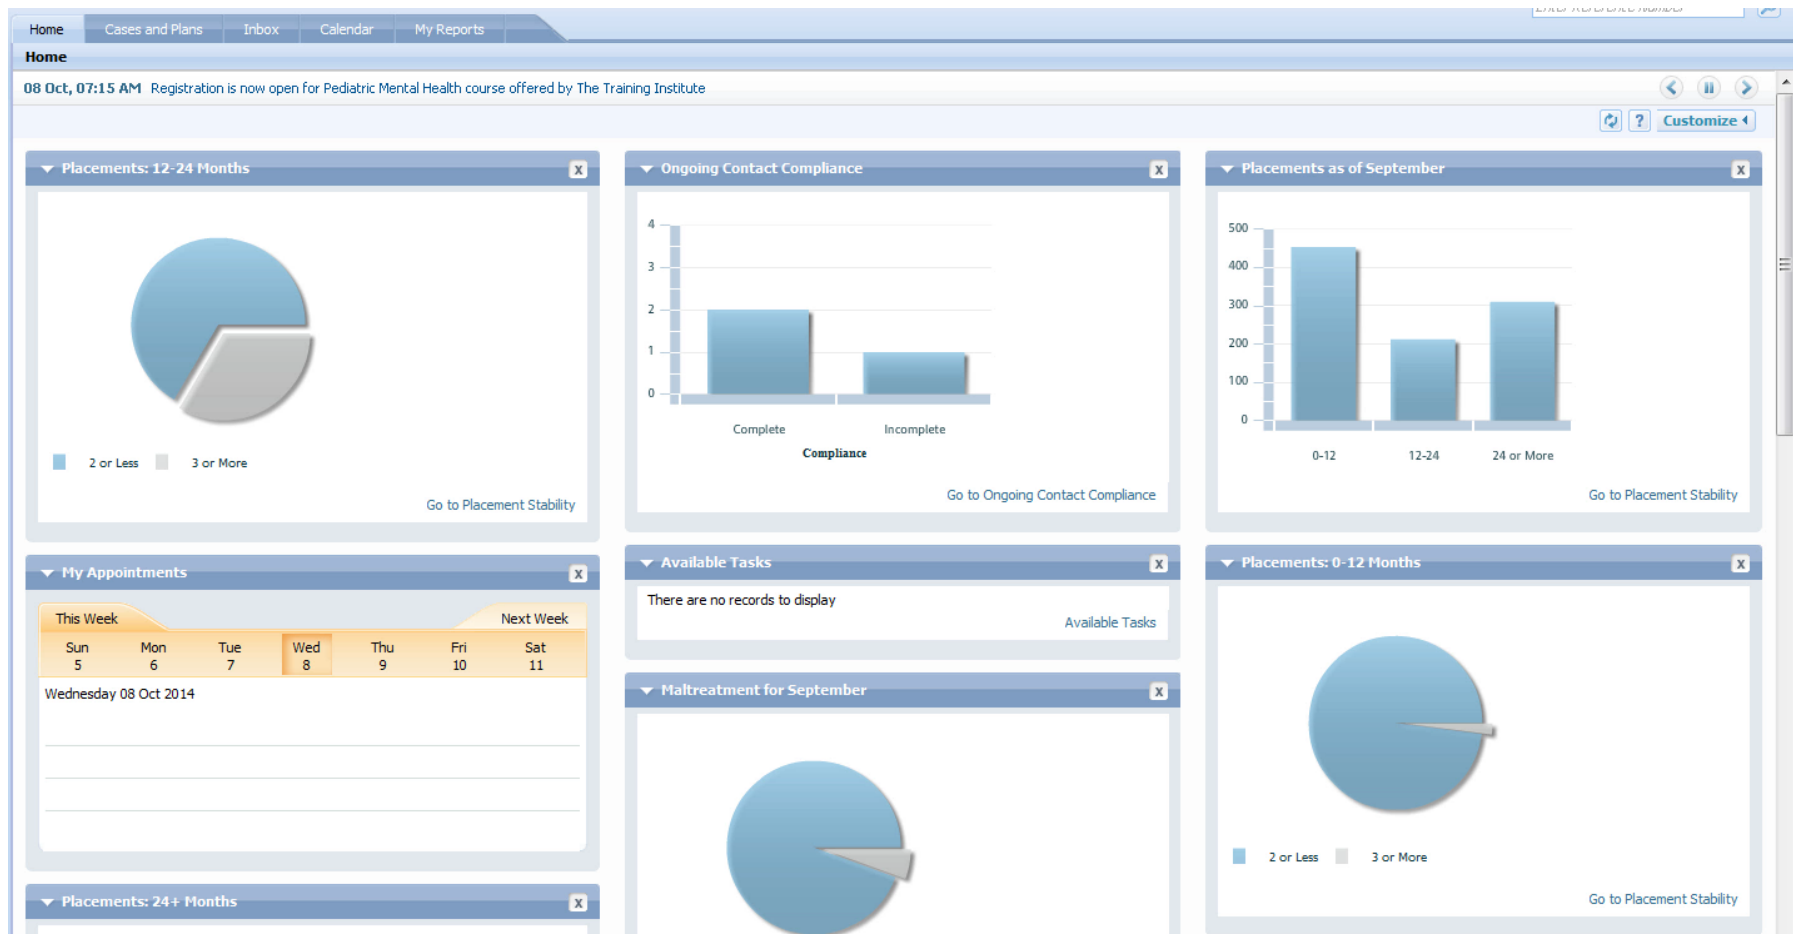 Home Cases and Plans Inbox Calendar My Reports
Home
08 Oct, 07:15 AM Registration is now open for Pediatric Mental Health course offered by The Training Institute
? Customize
Placements: 12-24 Months X
2 or Less 3 or More
Go to Placement Stability
My Appointments X
This Week Next Week
Sun Mon Tue Wed Thu Fri Sat
5 6 7 8 9 10 11
Wednesday 08 Oct 2014
Placements: 24+ Months X
Ongoing Contact Compliance X
4
3
2
1
0
Complete Incomplete
Compliance
Go to Ongoing Contact Compliance
Available Tasks X
There are no records to display
Available Tasks
Maltreatment for September X
Placements as of September X
500
400
300
200
100
0
0-12 12-24 24 or More
Go to Placement Stability
Placements: 0-12 Months X
2 or Less 3 or More
Go to Placement Stability